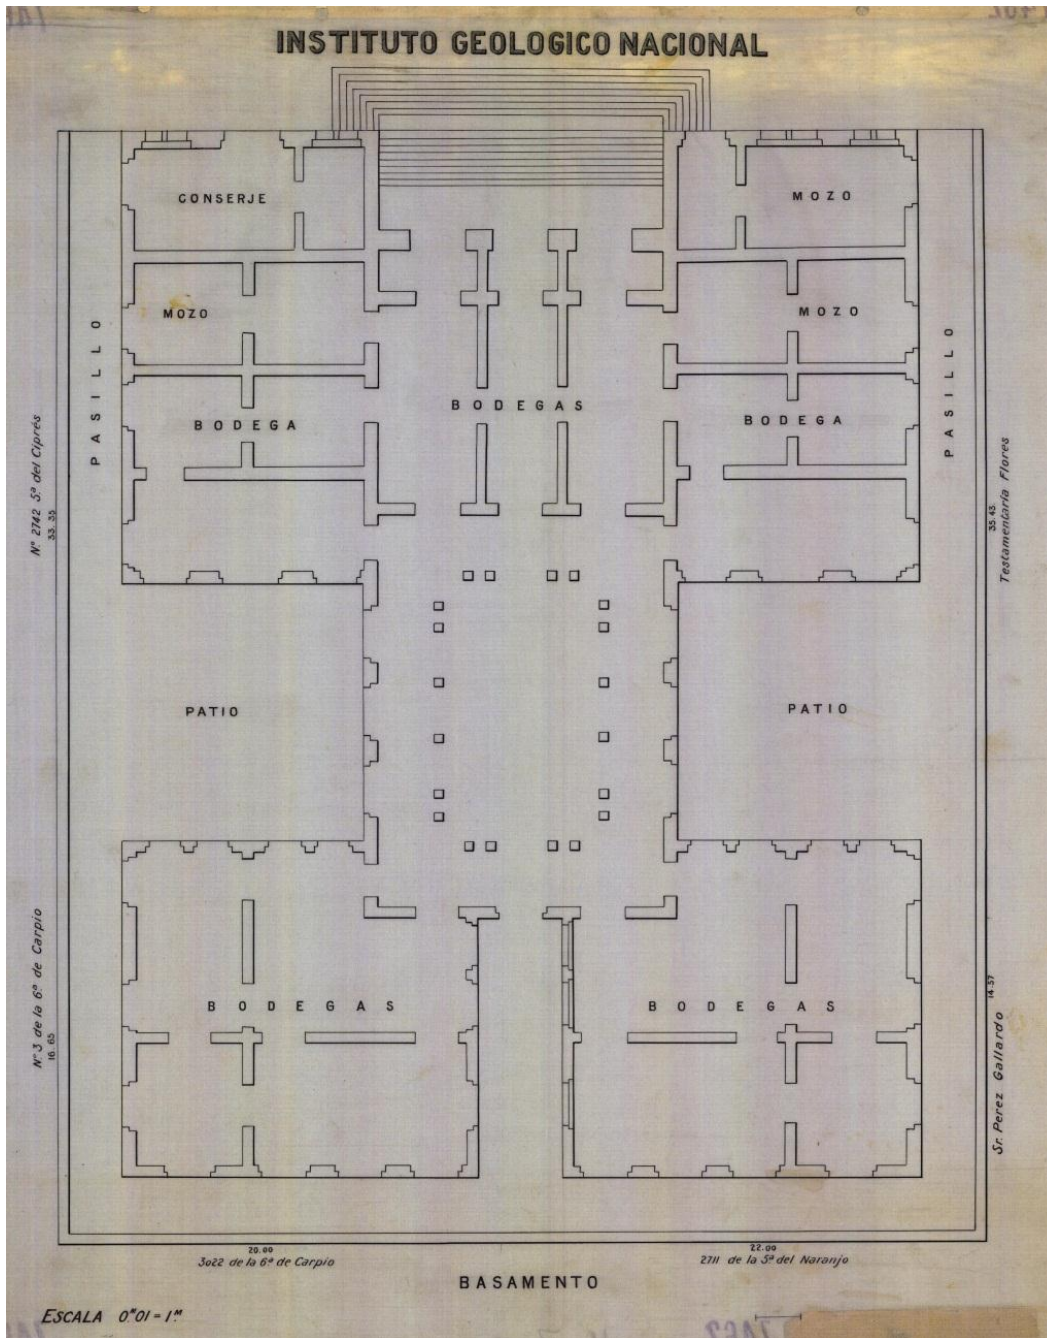 INSTITUTO GEOLOGICO NACIONAL
CONSERJE
MOZO
MOZO
MOZO
PASILLO
PASILLO
BODEGAS
BODEGA
BODEGA
Nº 2742 5ª del Ciprés
33.35
35.45
Testamentaría Flores
PATIO
PATIO
Nº 3 de la 6ª de Carpio
16.65
BODEGAS
BODEGAS
14.57
Sr. Perez Gallardo
20.00
3022 de la 6ª de Carpio
22.00
2711 de la 5ª del Naranjo
BASAMENTO
ESCALA 0ᴹ01 = 1ᴹ